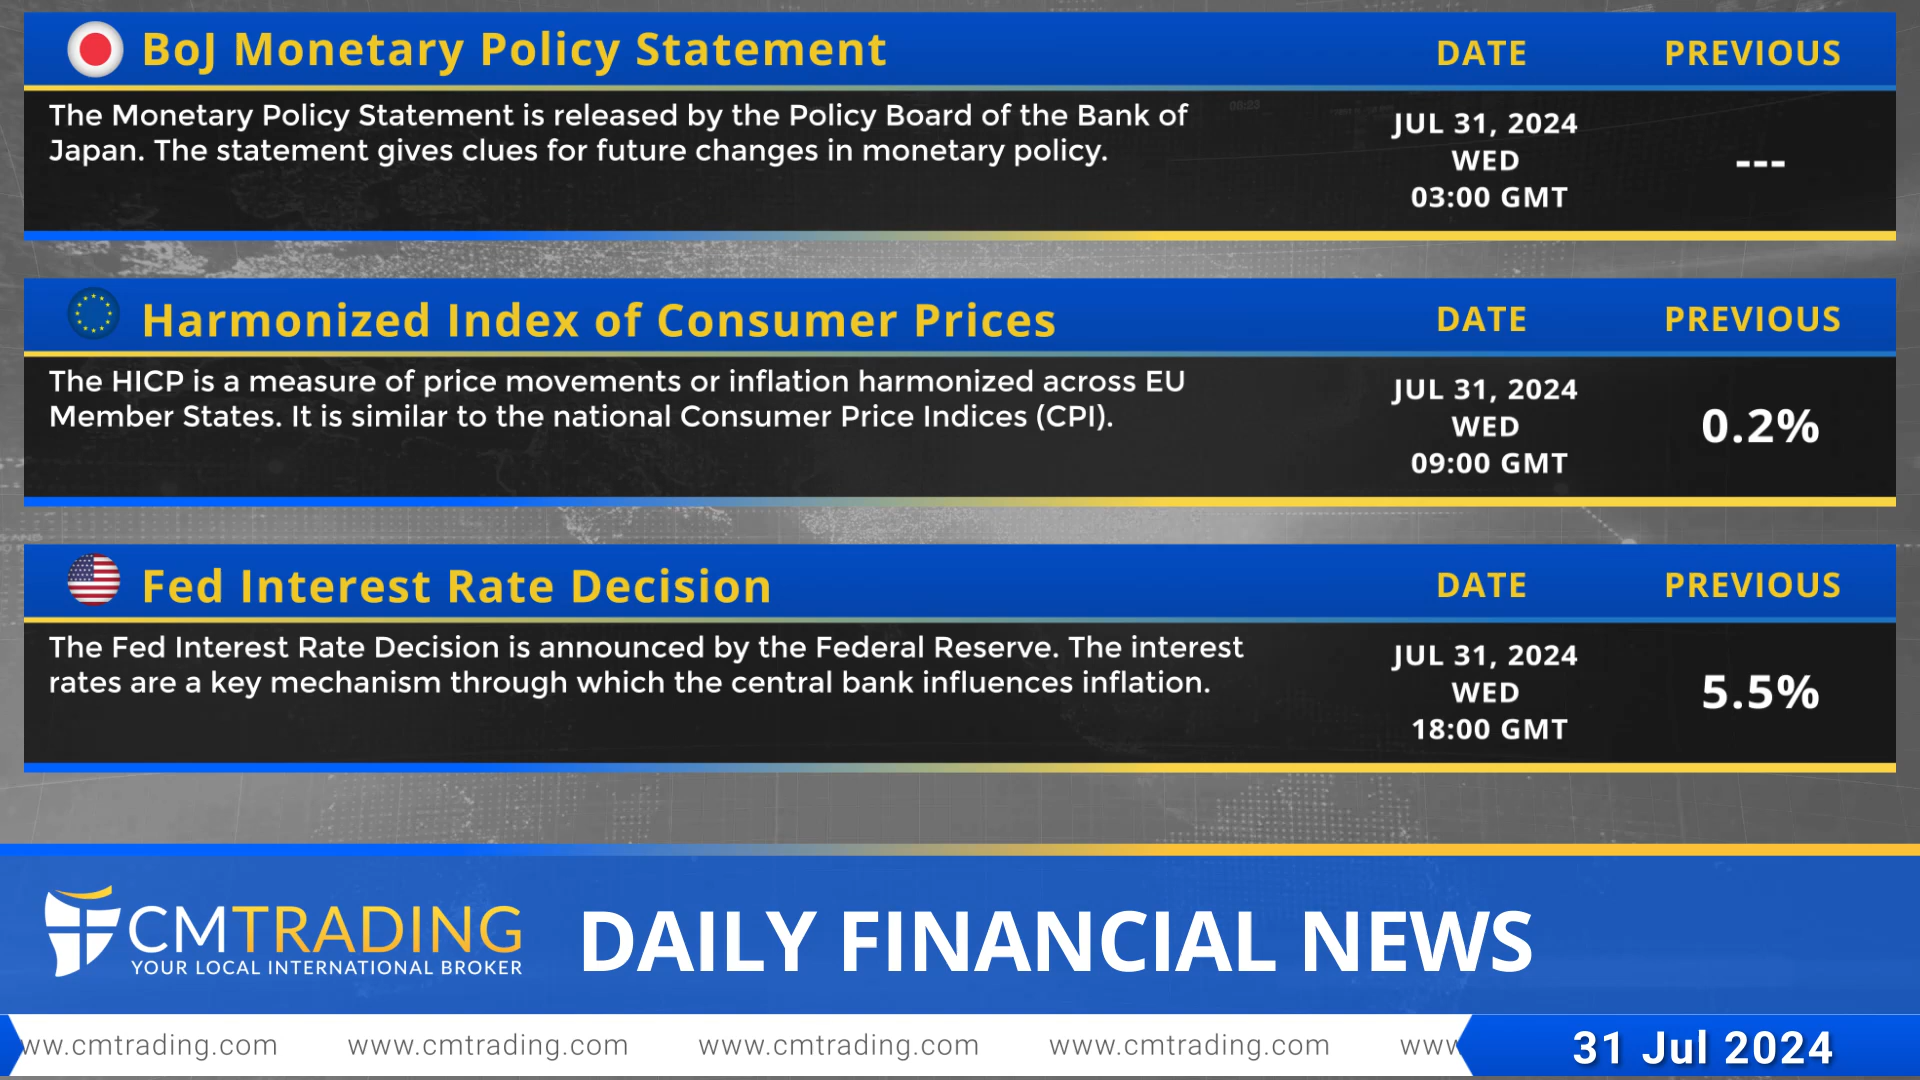 BoJ Monetary Policy Statement
DATE
PREVIOUS
The Monetary Policy Statement is released by the Policy Board of the Bank of
Japan. The statement gives clues for future changes in monetary policy.
JUL 31, 2024
WED
03:00 GMT
---
Harmonized Index of Consumer Prices
DATE
PREVIOUS
The HICP is a measure of price movements or inflation harmonized across EU
Member States. It is similar to the national Consumer Price Indices (CPI).
JUL 31, 2024
WED
09:00 GMT
0.2%
Fed Interest Rate Decision
DATE
PREVIOUS
The Fed Interest Rate Decision is announced by the Federal Reserve. The interest
rates are a key mechanism through which the central bank influences inflation.
JUL 31, 2024
WED
18:00 GMT
5.5%
CMTRADING
YOUR LOCAL INTERNATIONAL BROKER
DAILY FINANCIAL NEWS
ww.cmtrading.com www.cmtrading.com www.cmtrading.com www.cmtrading.com www
31 Jul 2024